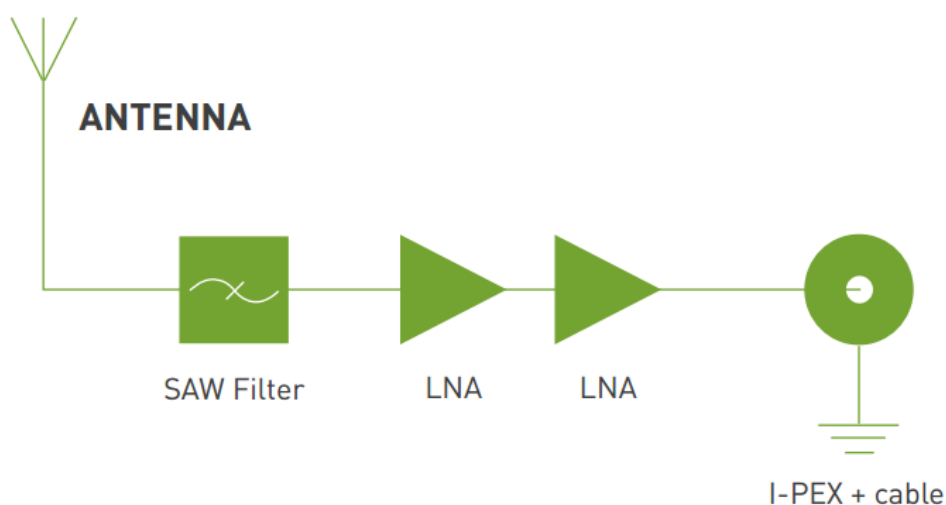 ANTENNA
SAW Filter
LNA
LNA
I-PEX + cable